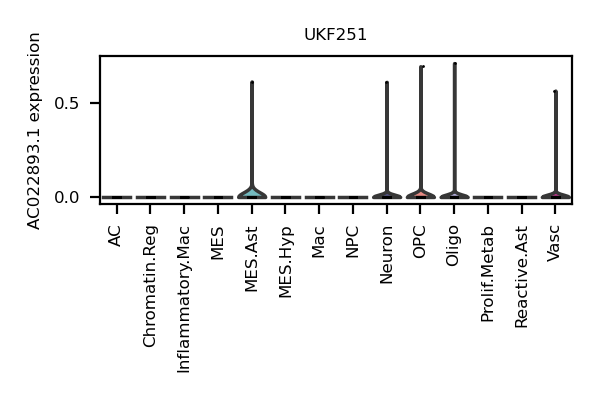 UKF251
AC022893.1 expression
0.5
0.0
AC
Chromatin.Reg
Inflammatory.Mac
MES
MES.Ast
MES.Hyp
Mac
NPC
Neuron
OPC
Oligo
Prolif.Metab
Reactive.Ast
Vasc